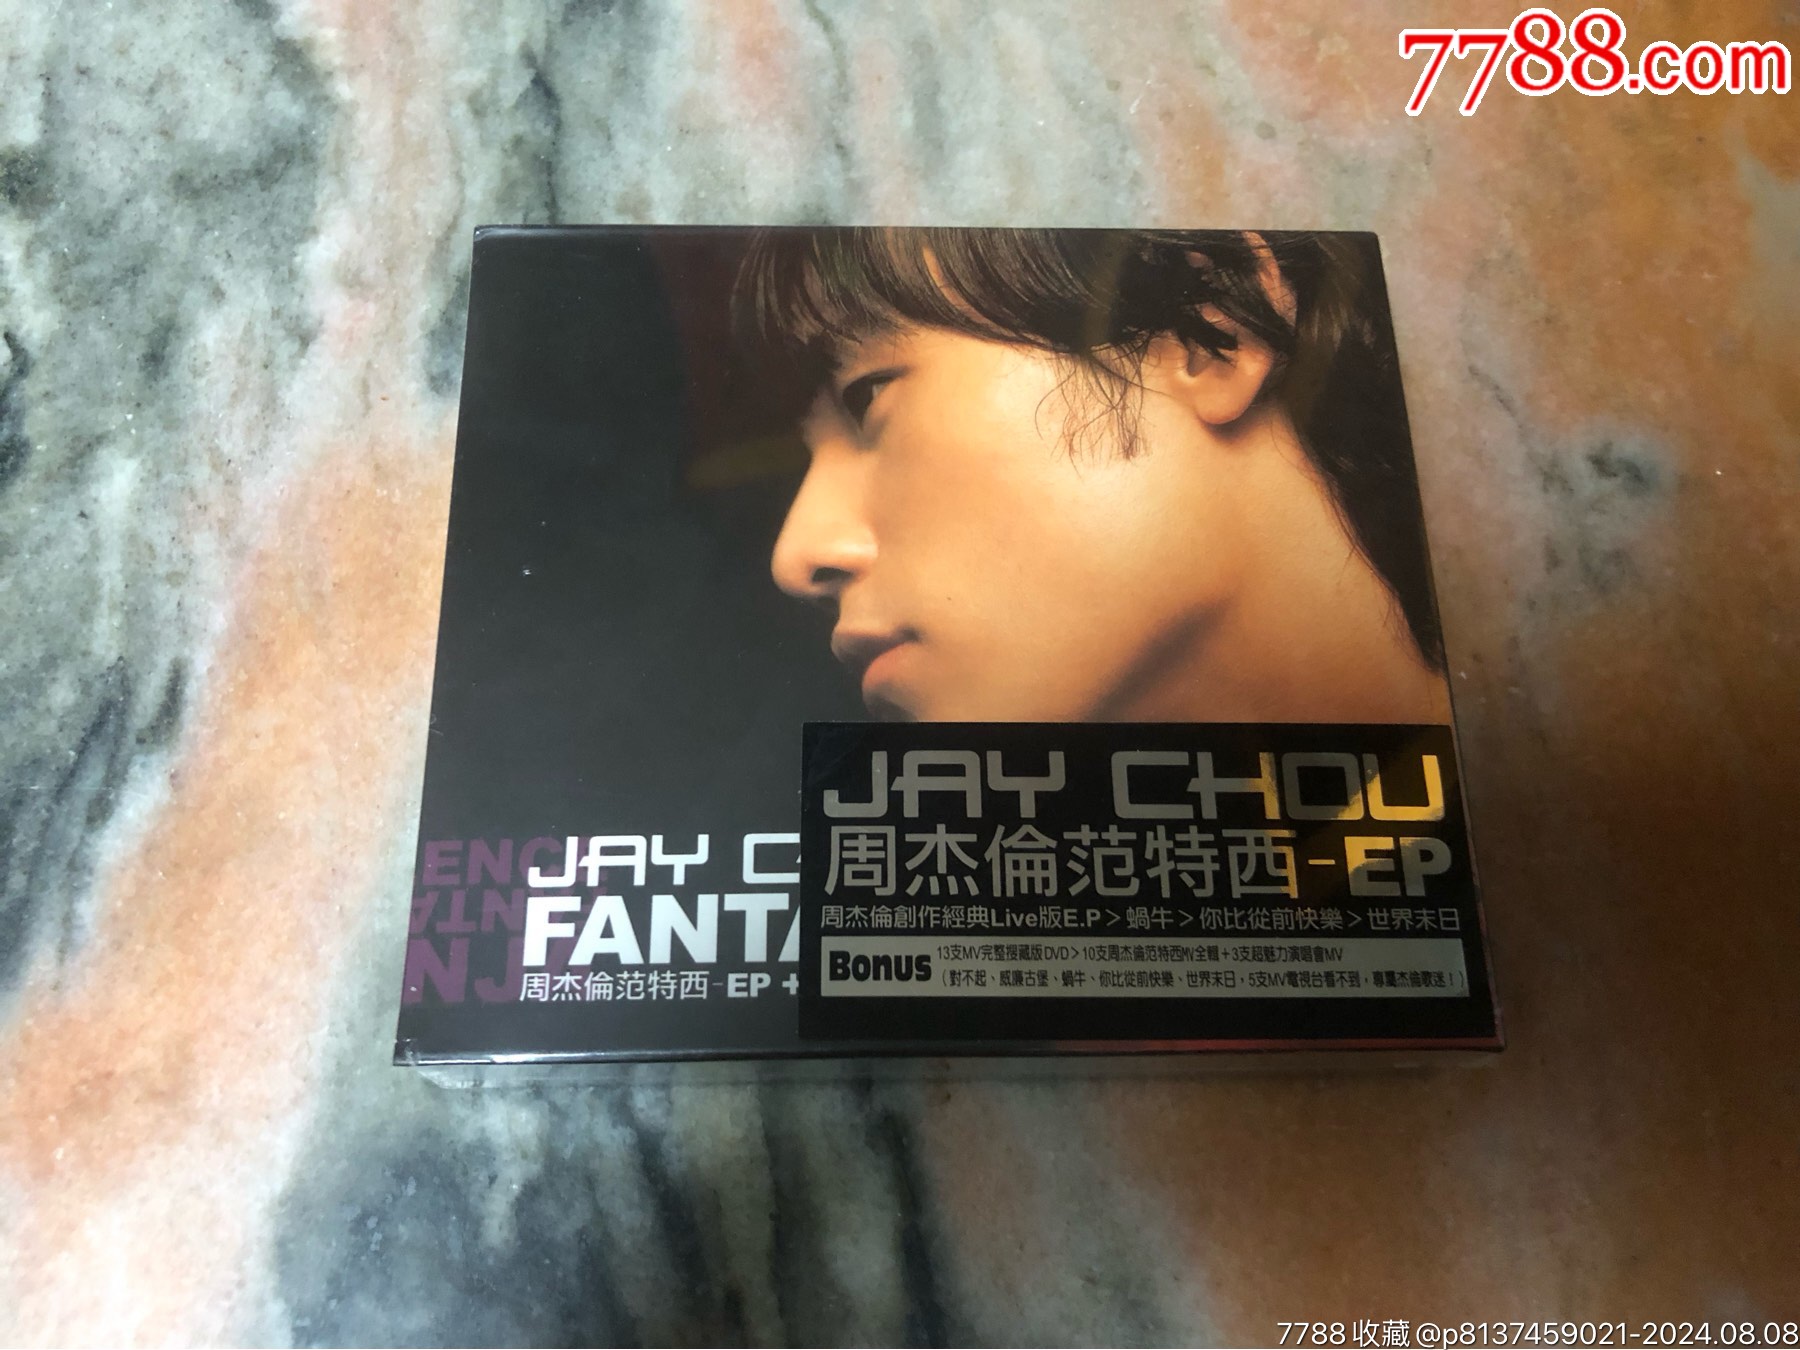 7788.com
JAY CHOU
周杰倫范特西-EP
周杰倫創作經典Live版E.P＞蝸牛＞你比從前快樂＞世界末日
Bonus
13支MV完整搜藏版DVD＞10支周杰倫范特西MV全輯＋3支超魅力演唱會MV
（對不起、威廉古堡、蝸牛、你比從前快樂、世界末日，5支MV電視台看不到，專屬杰倫歌迷！）
JAY C
FANTA
周杰倫范特西-EP +
7788收藏@p8137459021-2024.08.08